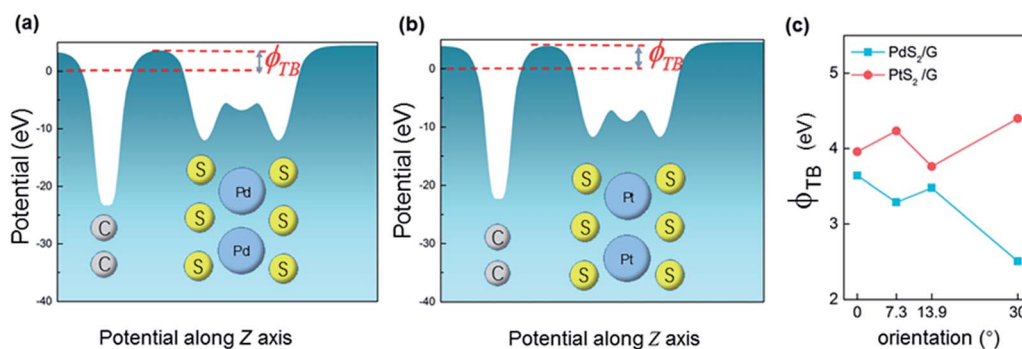 (a)
Potential (eV)
0
-10
-20
-30
-40
ϕTB
C
C
S
S
S
Pd
Pd
S
S
S
Potential along Z axis
(b)
Potential (eV)
0
-10
-20
-30
-40
ϕTB
C
C
S
S
S
Pt
Pt
S
S
S
Potential along Z axis
(c)
PdS2/G
PtS2/G
ϕTB (eV)
5
4
3
2
0 7.3 13.9 30
orientation (°)